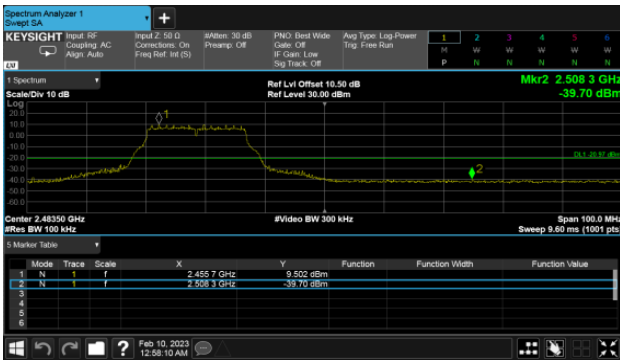 Spectrum Analyzer 1
Swept SA
KEYSIGHT Input: RF Input Z: 50 Ω #Atten: 30 dB PNO: Best Wide Avg Type: Log-Power 1 2 3 4 5 6
Coupling: AC Corrections: On Preamp: Off Gate: Off Trig: Free Run M W W W W W
Align: Auto Freq Ref: Int (S) IF Gain: Low
LXI Sig Track: Off P N N N N N
1 Spectrum Ref Lvl Offset 10.50 dB Mkr2 2.508 3 GHz
Scale/Div 10 dB Ref Level 30.00 dBm -39.70 dBm
Log
20.0
10.0
0.00
-10.0
-20.0
-30.0
-40.0
-50.0
-60.0
1
2
Center 2.48350 GHz #Video BW 300 kHz Span 100.0 MHz
#Res BW 100 kHz Sweep 9.60 ms (1001 pts)
5 Marker Table
Mode Trace Scale X Y Function Function Width Function Value
1 N 1 f 2.455 7 GHz 9.502 dBm
2 N 1 f 2.508 3 GHz -39.70 dBm
3
4
5
6
? Feb 10, 2023
12:58:10 AM